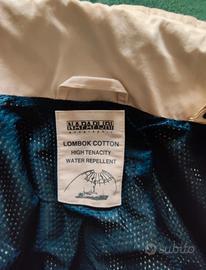 NAPAPIJRI
LOMBOK COTTON
HIGH TENACITY
WATER REPELLENT
subito